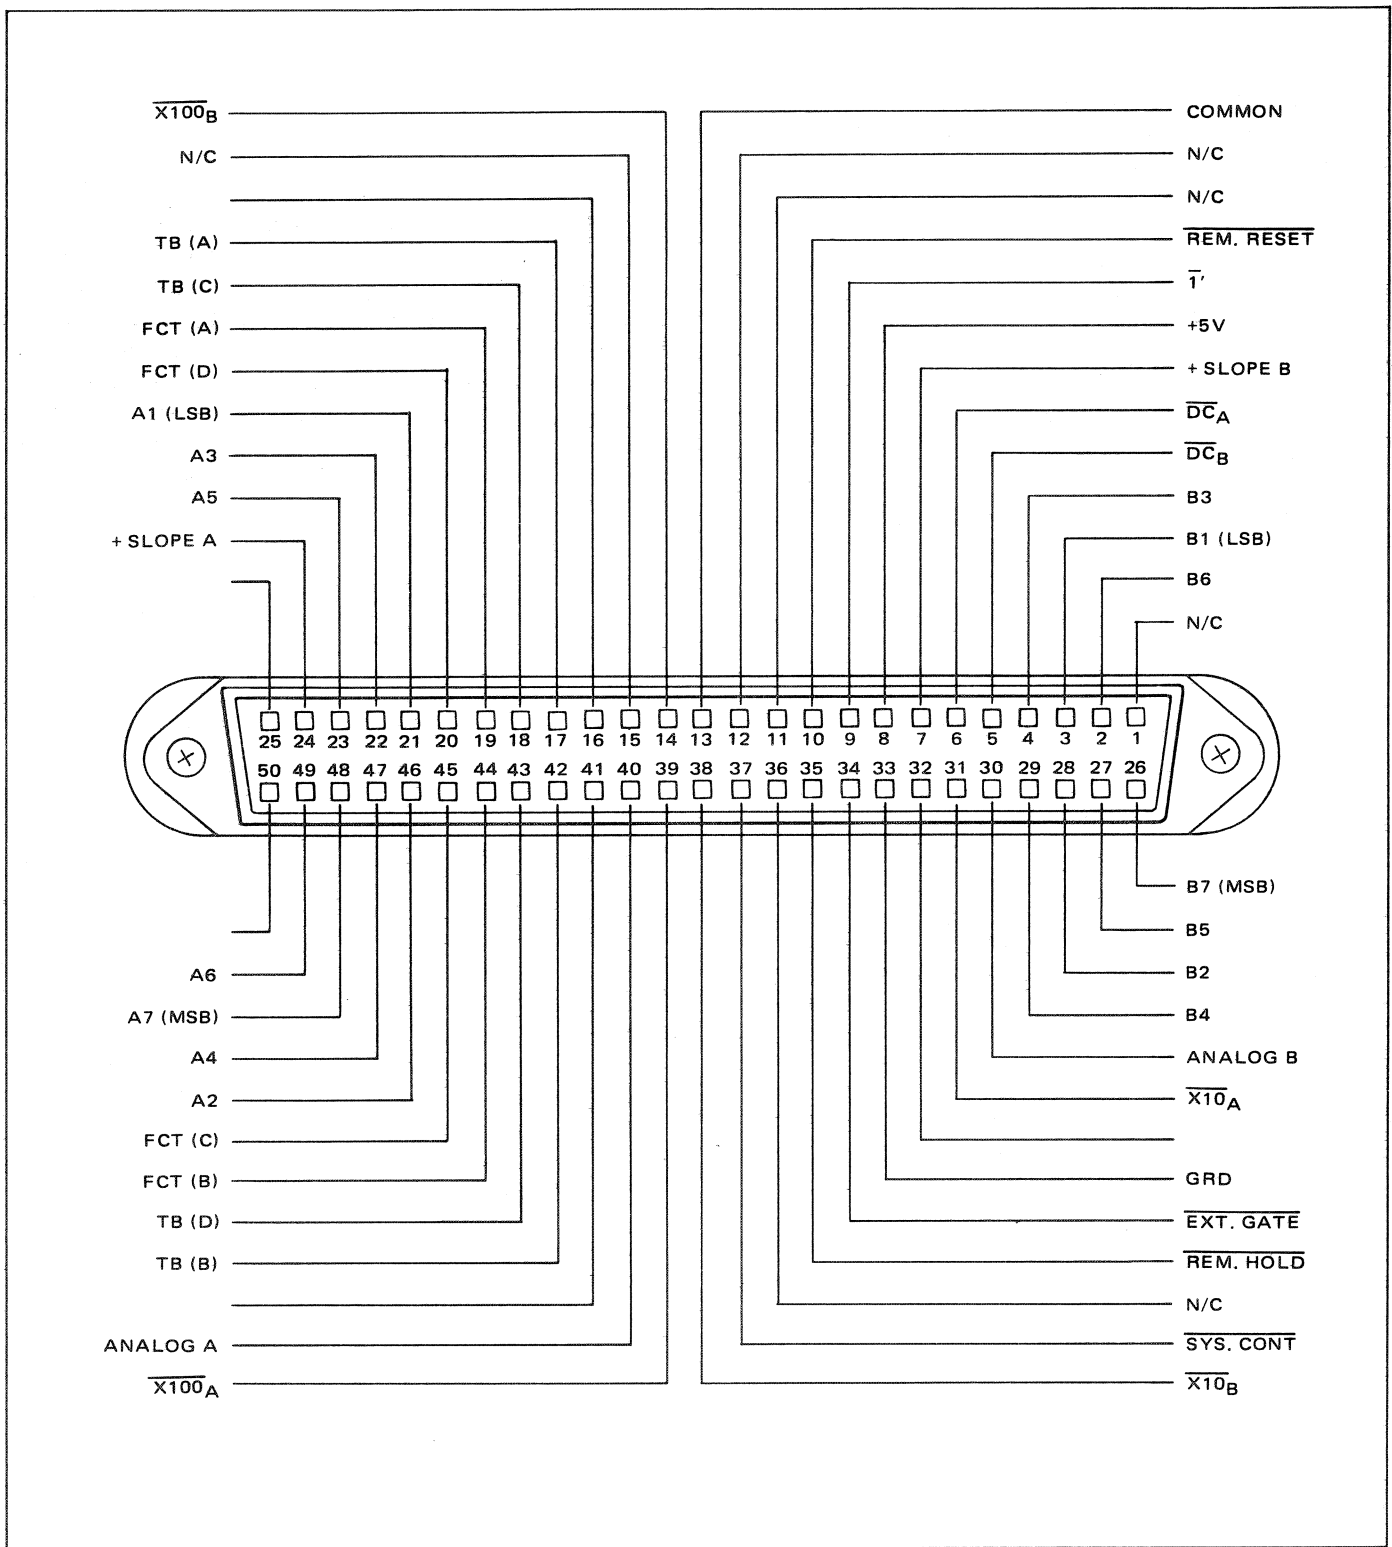 X100B
COMMON
N/C
N/C
N/C
TB (A)
REM. RESET
TB (C)
1̅'
FCT (A)
+5V
FCT (D)
+ SLOPE B
A1 (LSB)
DCA
A3
DCB
A5
B3
+ SLOPE A
B1 (LSB)
B6
N/C
25 24 23 22 21 20 19 18 17 16 15 14 13 12 11 10 9 8 7 6 5 4 3 2 1
50 49 48 47 46 45 44 43 42 41 40 39 38 37 36 35 34 33 32 31 30 29 28 27 26
B7 (MSB)
B5
A6
B2
A7 (MSB)
B4
A4
ANALOG B
A2
X10A
FCT (C)
FCT (B)
GRD
TB (D)
EXT. GATE
TB (B)
REM. HOLD
N/C
ANALOG A
SYS. CONT
X100A
X10B